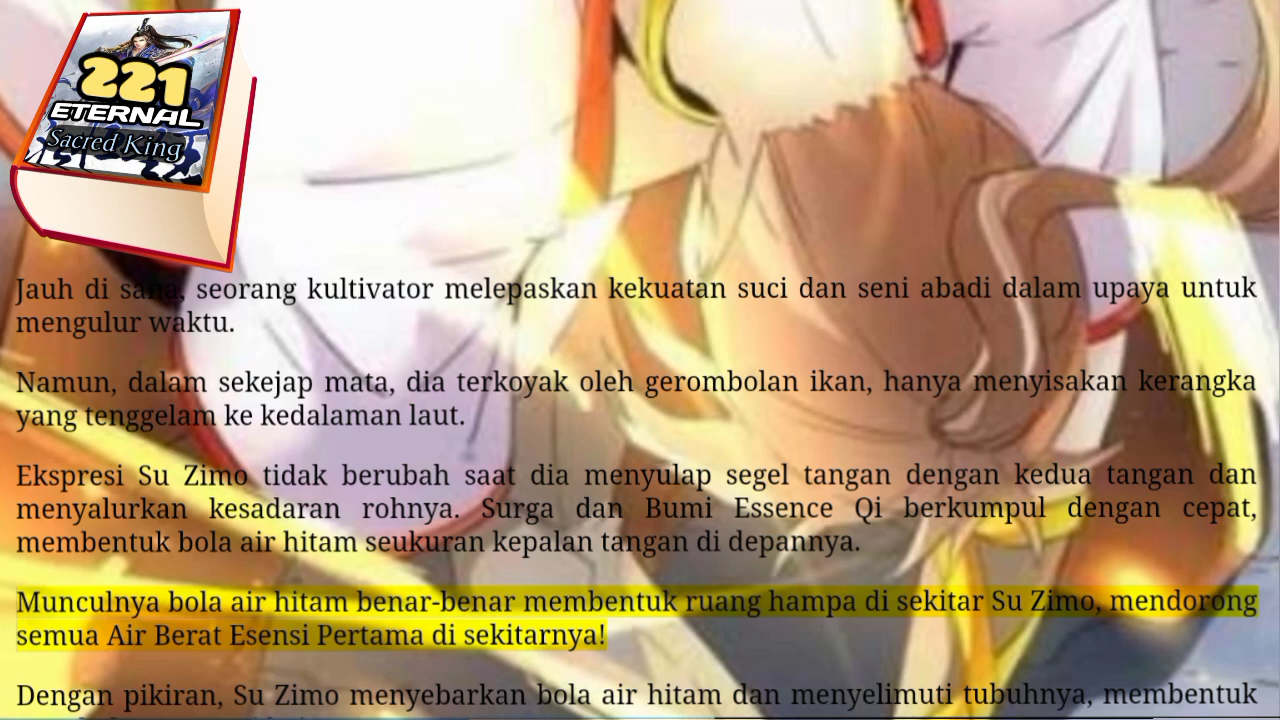 221
ETERNAL
Sacred King
Jauh di sana, seorang kultivator melepaskan kekuatan suci dan seni abadi dalam upaya untuk
mengulur waktu.
Namun, dalam sekejap mata, dia terkoyak oleh gerombolan ikan, hanya menyisakan kerangka
yang tenggelam ke kedalaman laut.
Ekspresi Su Zimo tidak berubah saat dia menyulap segel tangan dengan kedua tangan dan
menyalurkan kesadaran rohnya. Surga dan Bumi Essence Qi berkumpul dengan cepat,
membentuk bola air hitam seukuran kepalan tangan di depannya.
Munculnya bola air hitam benar-benar membentuk ruang hampa di sekitar Su Zimo, mendorong
semua Air Berat Esensi Pertama di sekitarnya!
Dengan pikiran, Su Zimo menyebarkan bola air hitam dan menyelimuti tubuhnya, membentuk